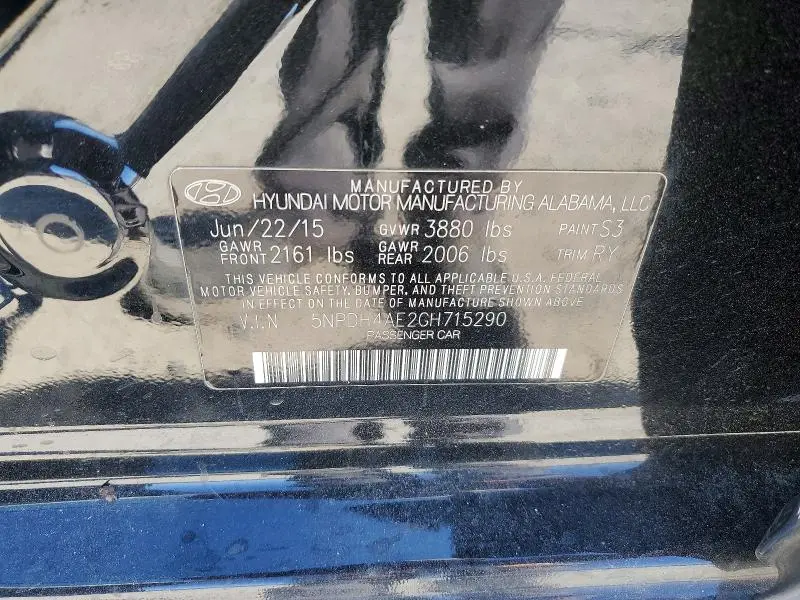 MANUFACTURED BY
HYUNDAI MOTOR MANUFACTURING ALABAMA, LLC
Jun/22/15 GVWR 3880 lbs PAINT S3
GAWR FRONT 2161 lbs GAWR REAR 2006 lbs TRIM RY
THIS VEHICLE CONFORMS TO ALL APPLICABLE U.S.A. FEDERAL
MOTOR VEHICLE SAFETY, BUMPER, AND THEFT PREVENTION STANDARDS
IN EFFECT ON THE DATE OF MANUFACTURE SHOWN ABOVE
V.I.N 5NPDH4AE2GH715290
PASSENGER CAR